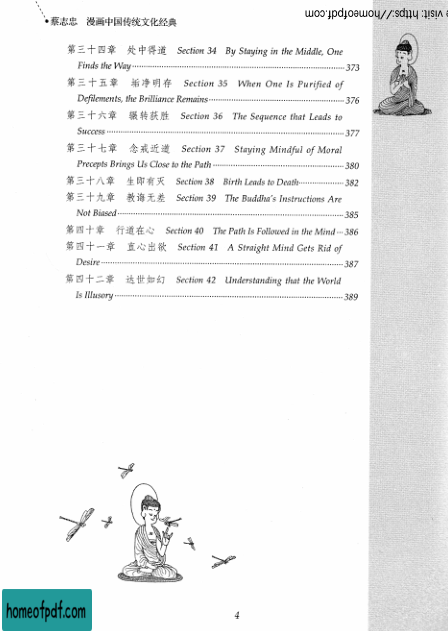 visit: https://homeofpdf.com
•蔡志忠 漫画中国传统文化经典
第三十四章 处中得道 Section 34 By Staying in the Middle, One
Finds the Way 373
第三十五章 垢净明存 Section 35 When One Is Purified of
Defilements, the Brilliance Remains 376
第三十六章 辗转获胜 Section 36 The Sequence that Leads to
Success 377
第三十七章 念戒近道 Section 37 Staying Mindful of Moral
Precepts Brings Us Close to the Path 380
第三十八章 生即有灭 Section 38 Birth Leads to Death 382
第三十九章 教诲无差 Section 39 The Buddha's Instructions Are
Not Biased 385
第四十章 行道在心 Section 40 The Path Is Followed in the Mind 386
第四十一章 直心出欲 Section 41 A Straight Mind Gets Rid of
Desire 387
第四十二章 达世如幻 Section 42 Understanding that the World
Is Illusory 389
homeofpdf.com
4